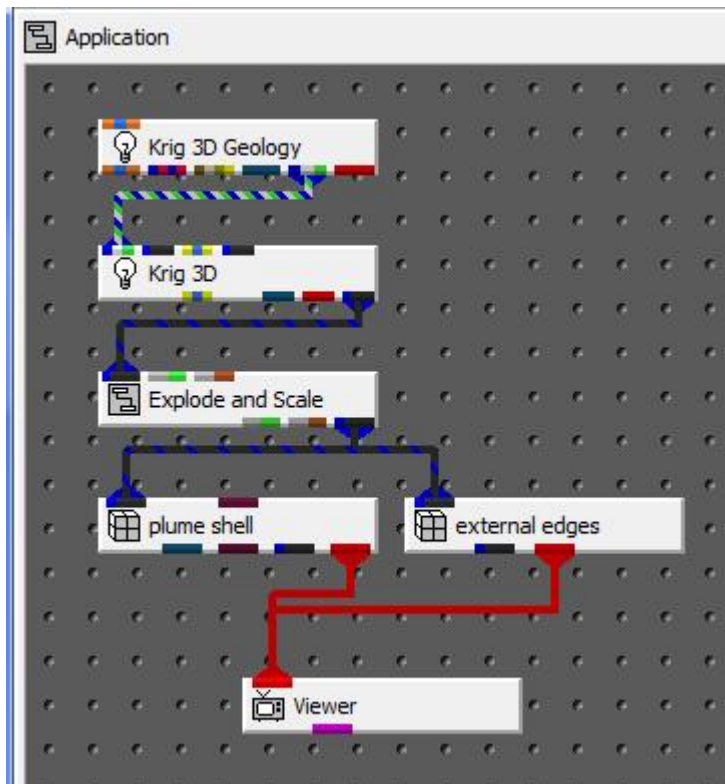 Application
Krig 3D Geology
Krig 3D
Explode and Scale
plume shell
external edges
Viewer